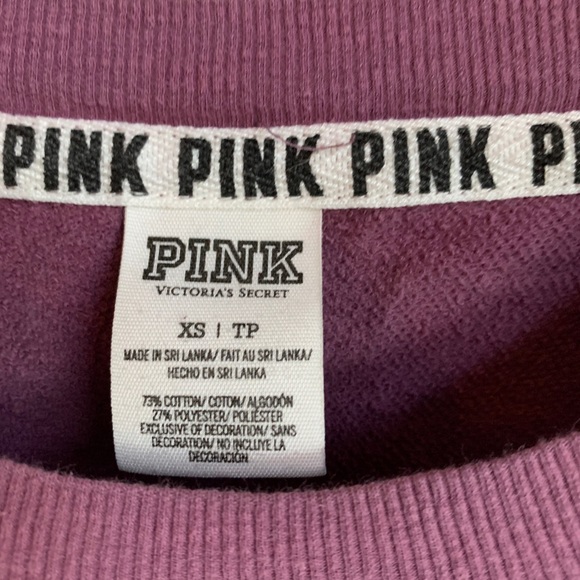 PINK PINK PINK PI
PINK
VICTORIA'S SECRET
XS | TP
MADE IN SRI LANKA/ FAIT AU SRI LANKA/
HECHO EN SRI LANKA
73% COTTON/ COTON/ ALGODÓN
27% POLYESTER/ POLIÉSTER
EXCLUSIVE OF DECORATION/ SANS
DÉCORATION/ NO INCLUYE LA
DECORACIÓN